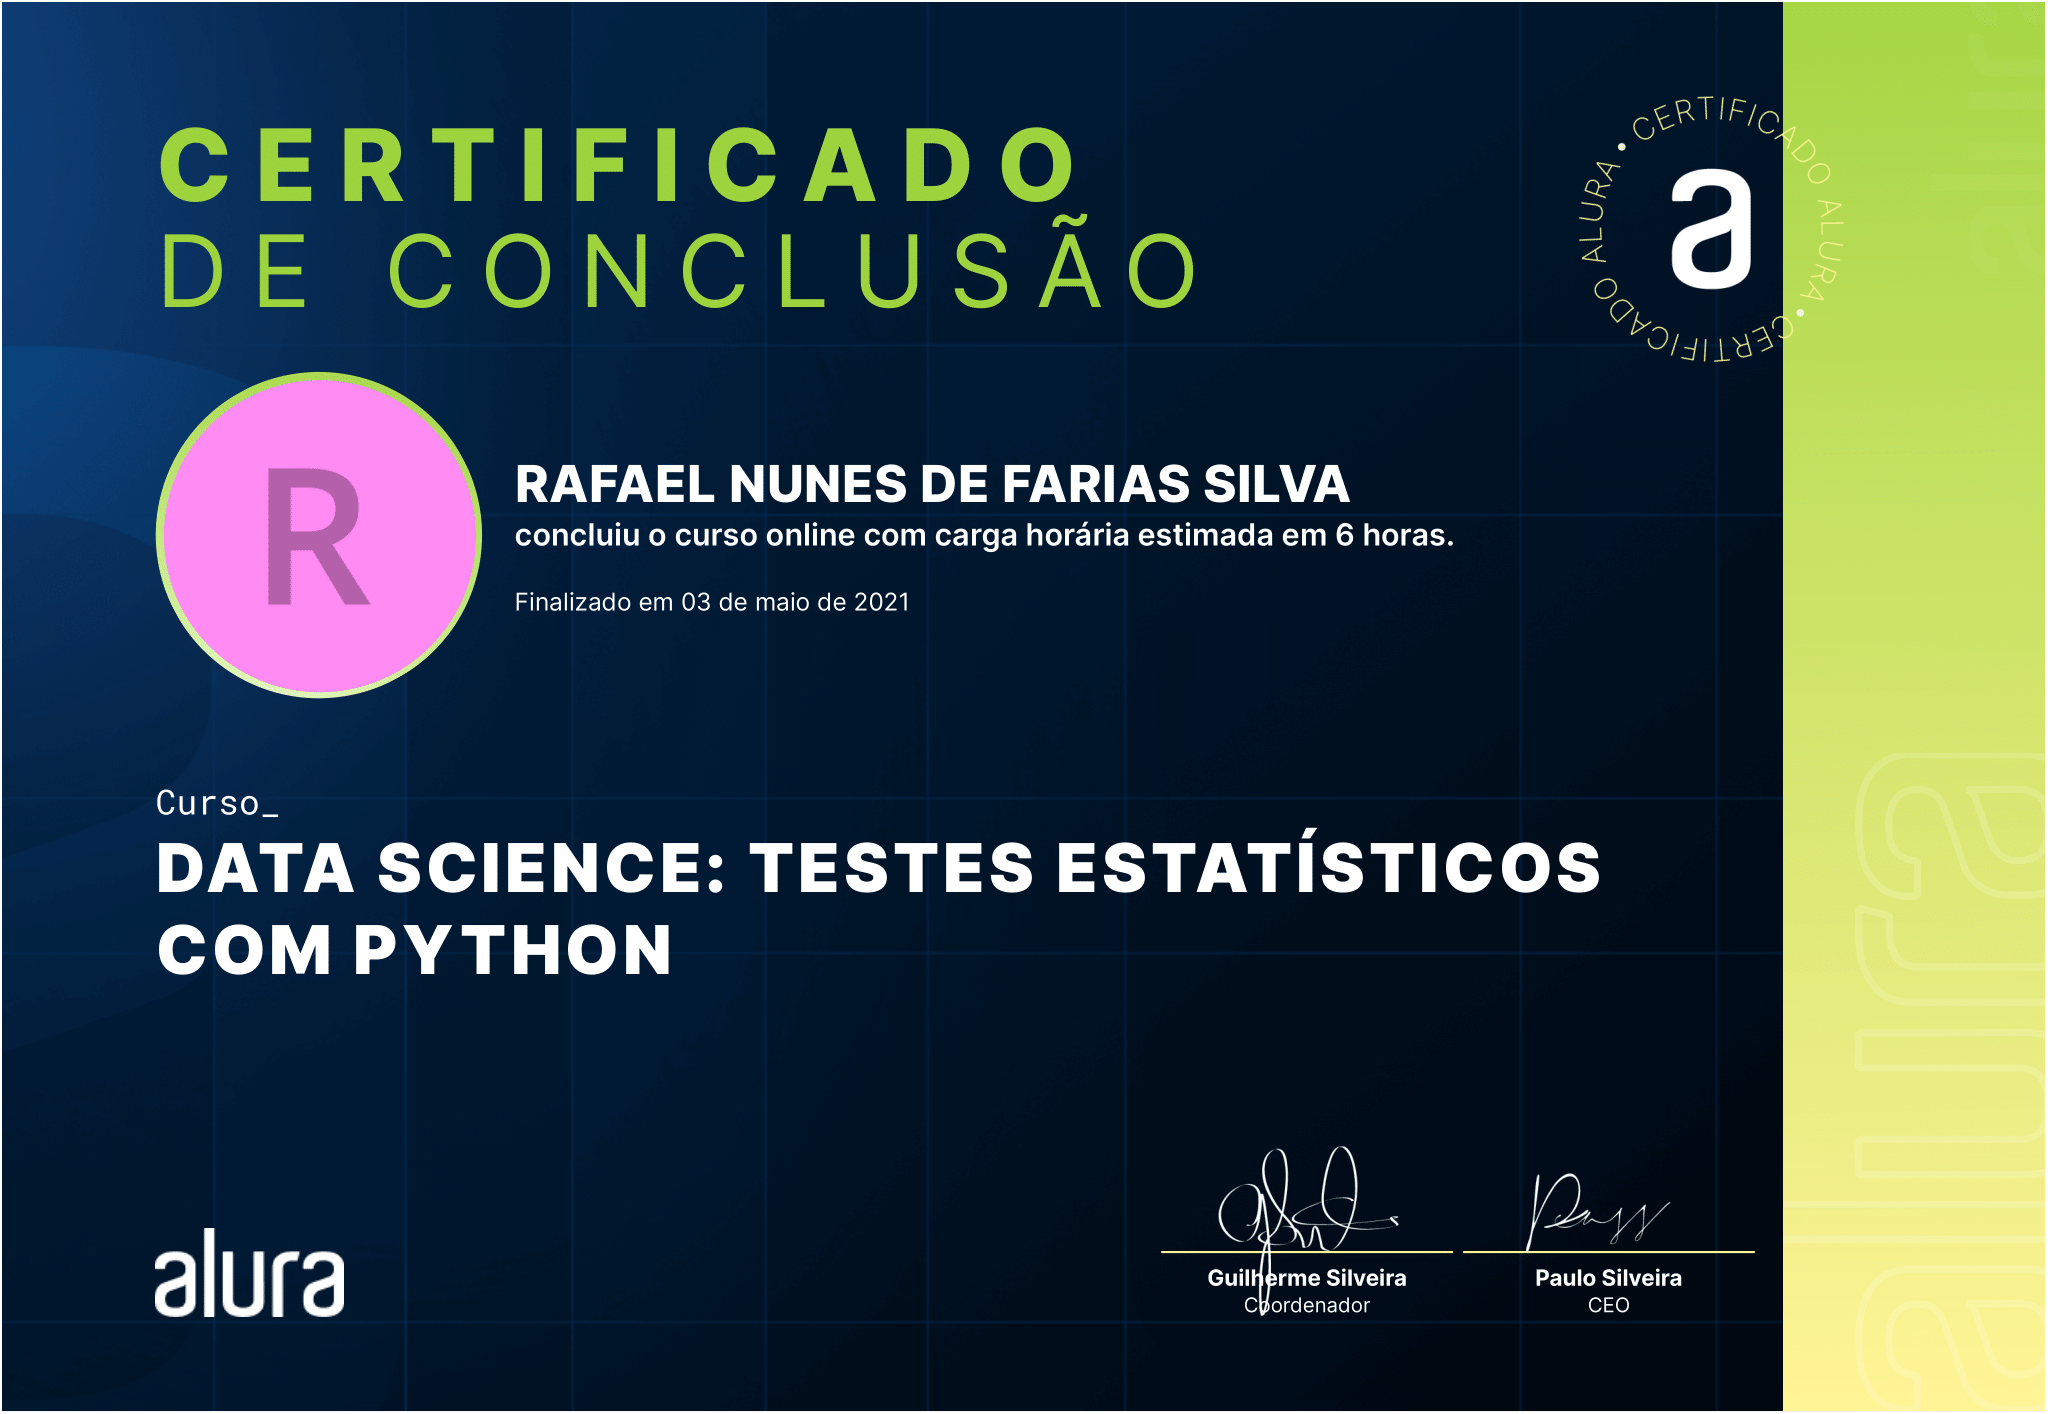 CERTIFICADO
DE CONCLUSÃO
CERTIFICADO ALURA • CERTIFICADO ALURA •
a
R
RAFAEL NUNES DE FARIAS SILVA
concluiu o curso online com carga horária estimada em 6 horas.
Finalizado em 03 de maio de 2021
Curso_
DATA SCIENCE: TESTES ESTATÍSTICOS
COM PYTHON
alura
Guilherme Silveira
Coordenador
Paulo Silveira
CEO
alura
alura